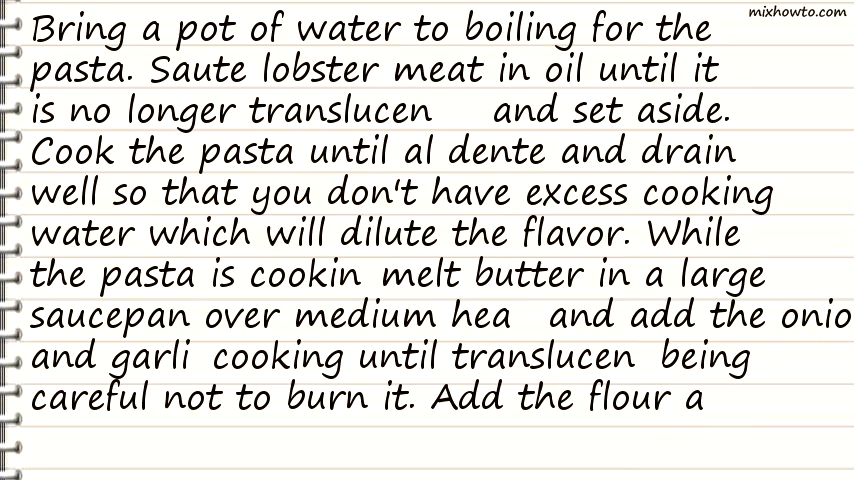 mixhowto.com
Bring a pot of water to boiling for the
pasta. Saute lobster meat in oil until it
is no longer translucen and set aside.
Cook the pasta until al dente and drain
well so that you don't have excess cooking
water which will dilute the flavor. While
the pasta is cookin melt butter in a large
saucepan over medium hea and add the onio
and garli cooking until translucen being
careful not to burn it. Add the flour a